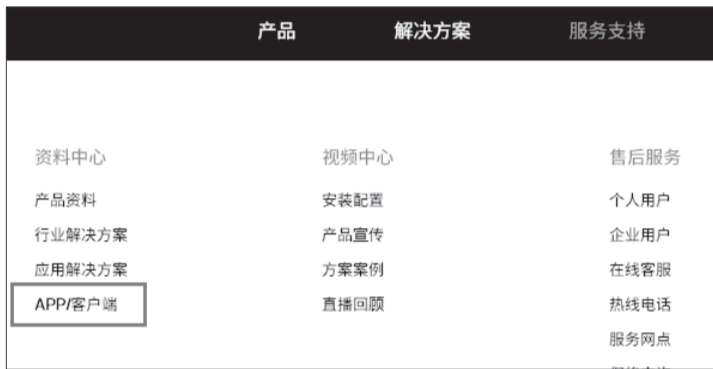 产品 解决方案 服务支持
资料中心 视频中心 售后服务
产品资料 安装配置 个人用户
行业解决方案 产品宣传 企业用户
应用解决方案 方案案例 在线客服
APP/客户端 直播回顾 热线电话
服务网点